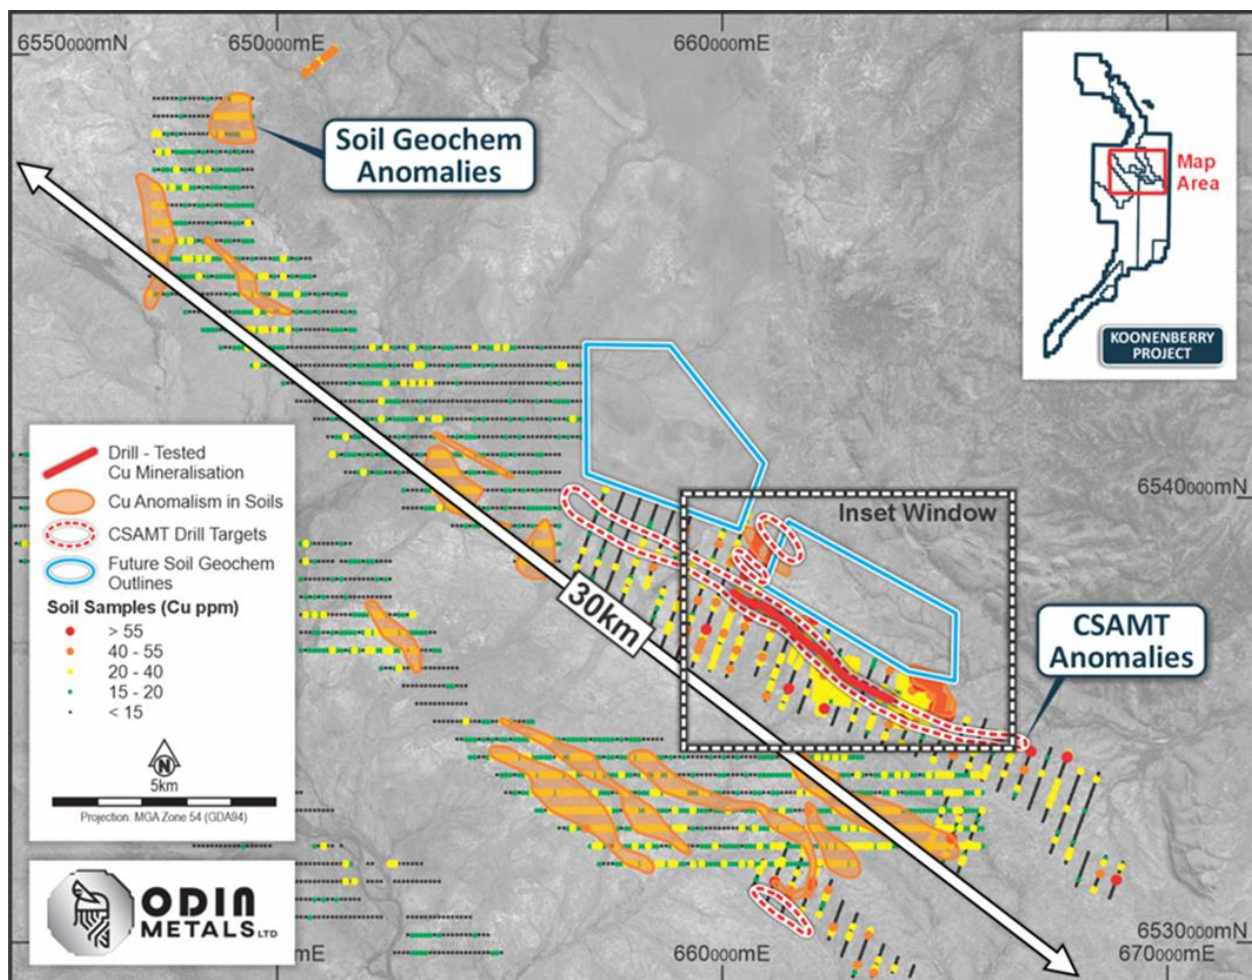 6550000mN
650000mE
660000mE
Soil Geochem
Anomalies
Map
Area
KOONENBERRY
PROJECT
Drill - Tested
Cu Mineralisation
Cu Anomalism in Soils
CSAMT Drill Targets
Future Soil Geochem
Outlines
Soil Samples (Cu ppm)
> 55
40 - 55
20 - 40
15 - 20
< 15
N
5km
Projection: MGA Zone 54 (GDA94)
6540000mN
Inset Window
30km
CSAMT
Anomalies
ODIN
METALS LTD
mE
660000mE
6530000mN
670000mE